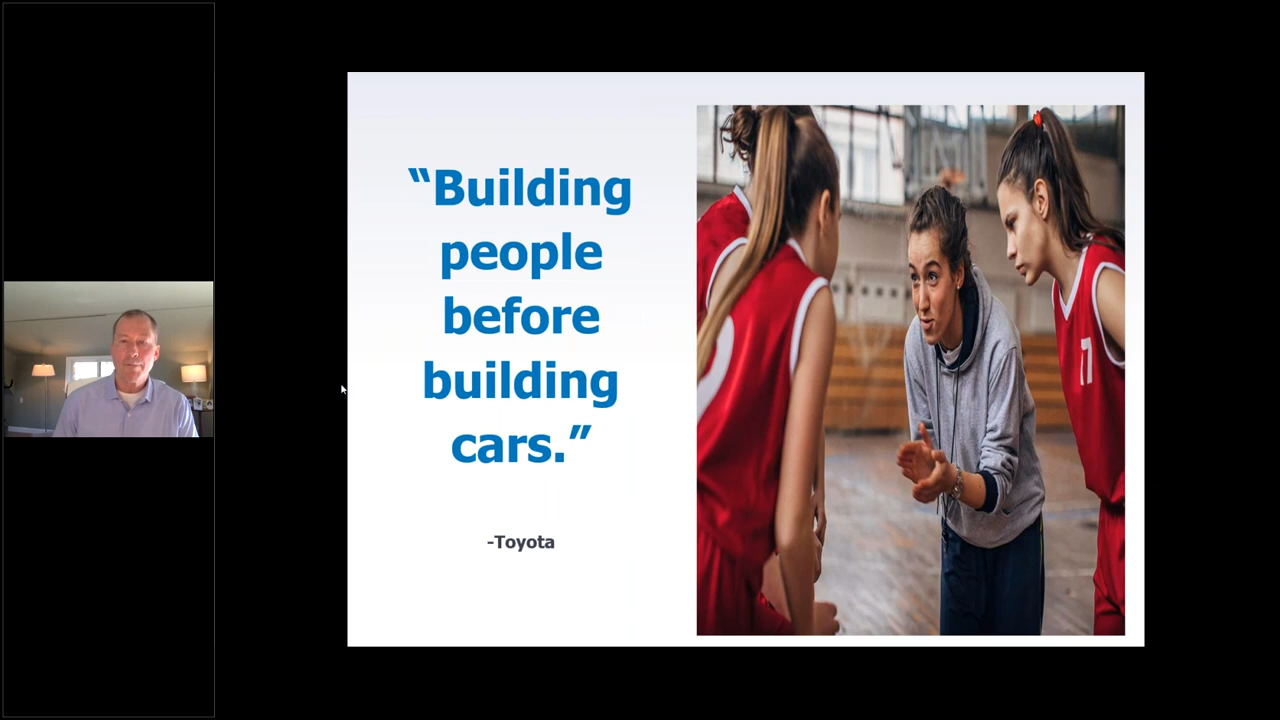 “Building
people
before
building
cars.”
-Toyota